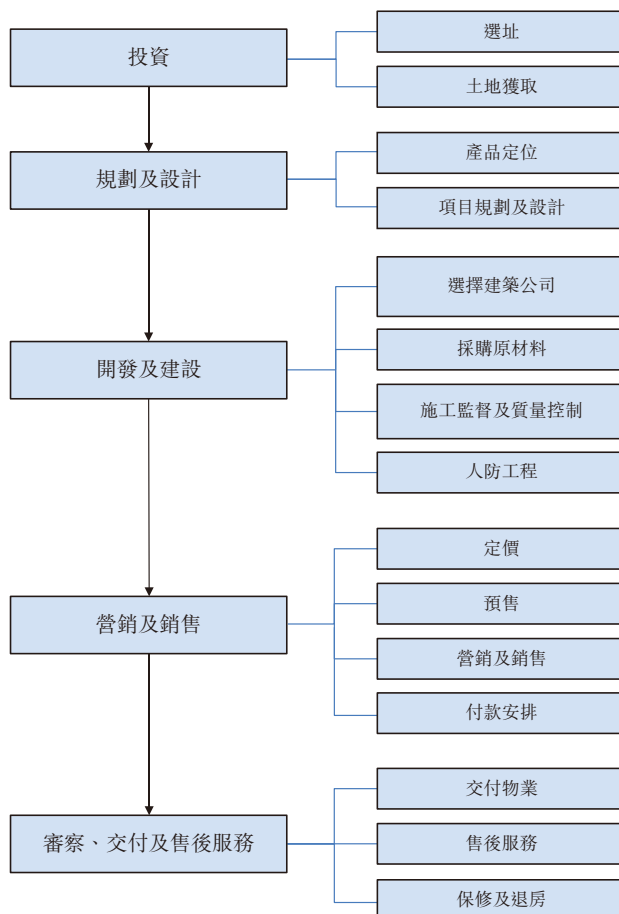 投資
選址
土地獲取
規劃及設計
產品定位
項目規劃及設計
開發及建設
選擇建築公司
採購原材料
施工監督及質量控制
人防工程
營銷及銷售
定價
預售
營銷及銷售
付款安排
審察、交付及售後服務
交付物業
售後服務
保修及退房